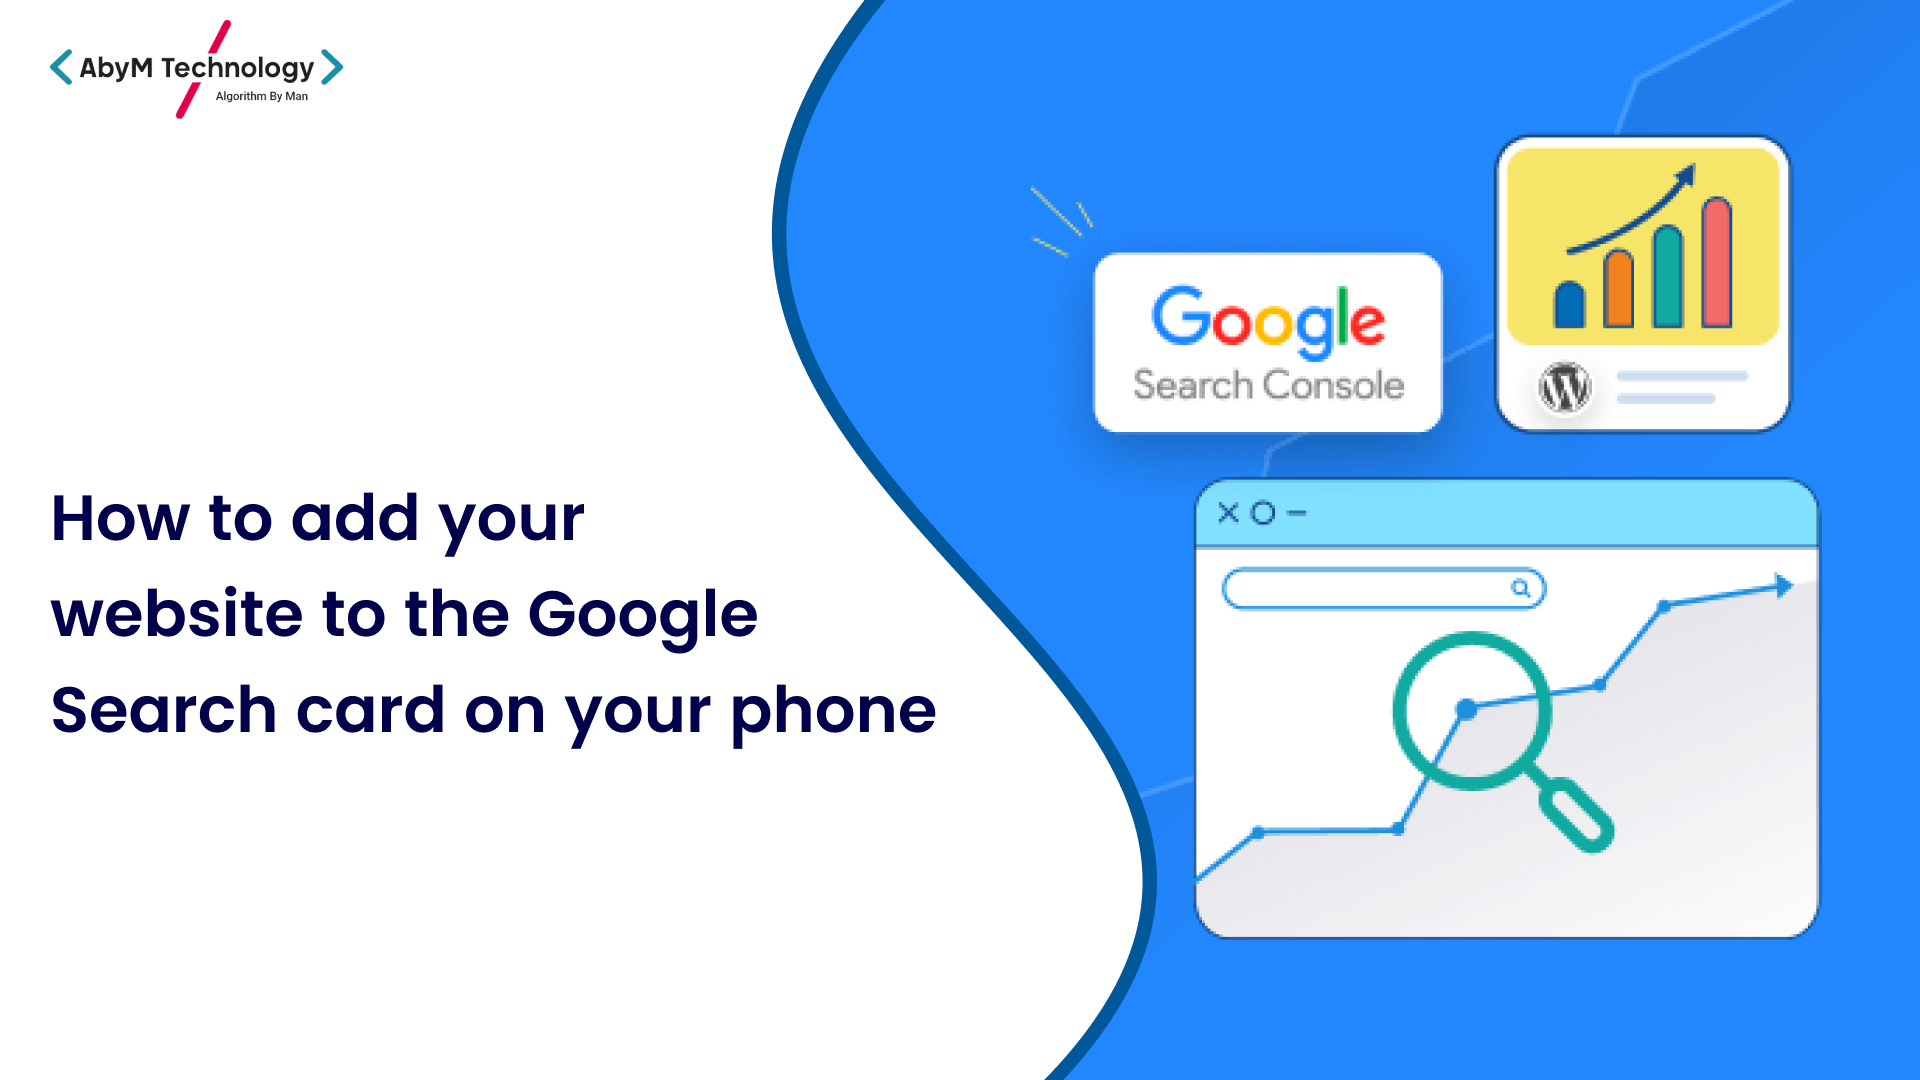 AbyM Technology
Algorithm By Man
Google
Search Console
How to add your
website to the Google
Search card on your phone